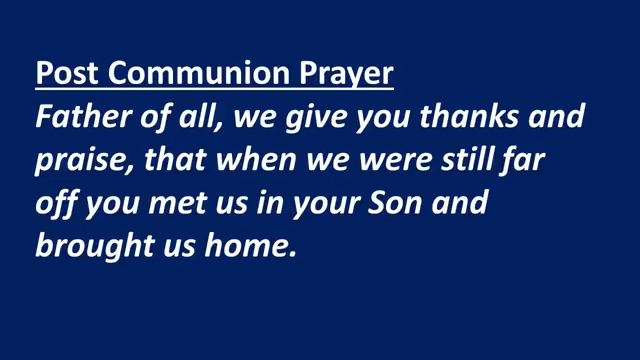 Post Communion Prayer
Father of all, we give you thanks and
praise, that when we were still far
off you met us in your Son and
brought us home.